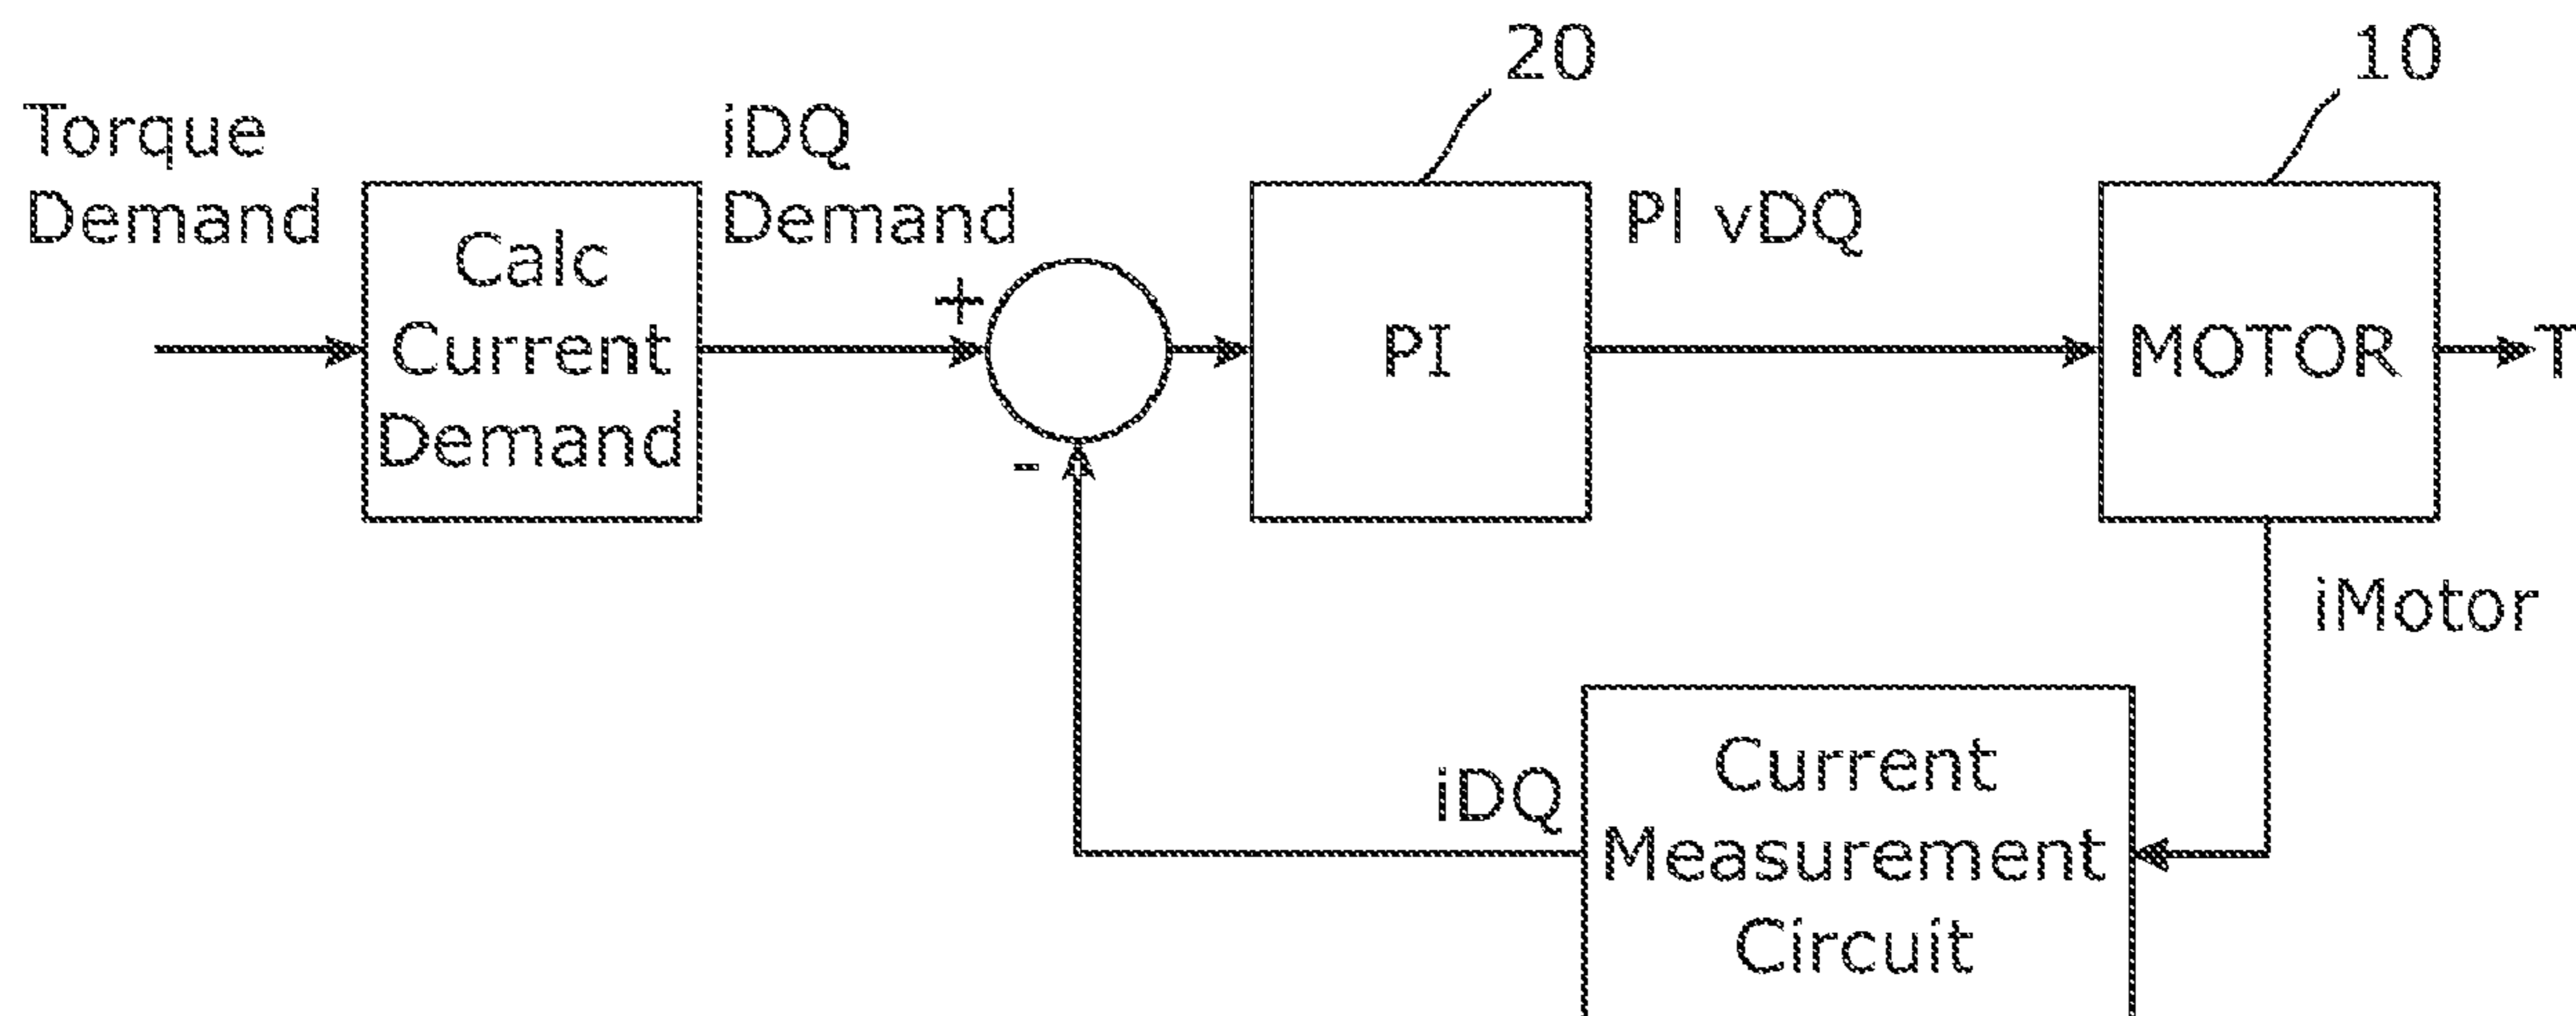 20
10
Torque
Demand
iDQ
Demand
Calc
Current
Demand
+
-
PI
PI vDQ
MOTOR
T
iMotor
iDQ
Current
Measurement
Circuit